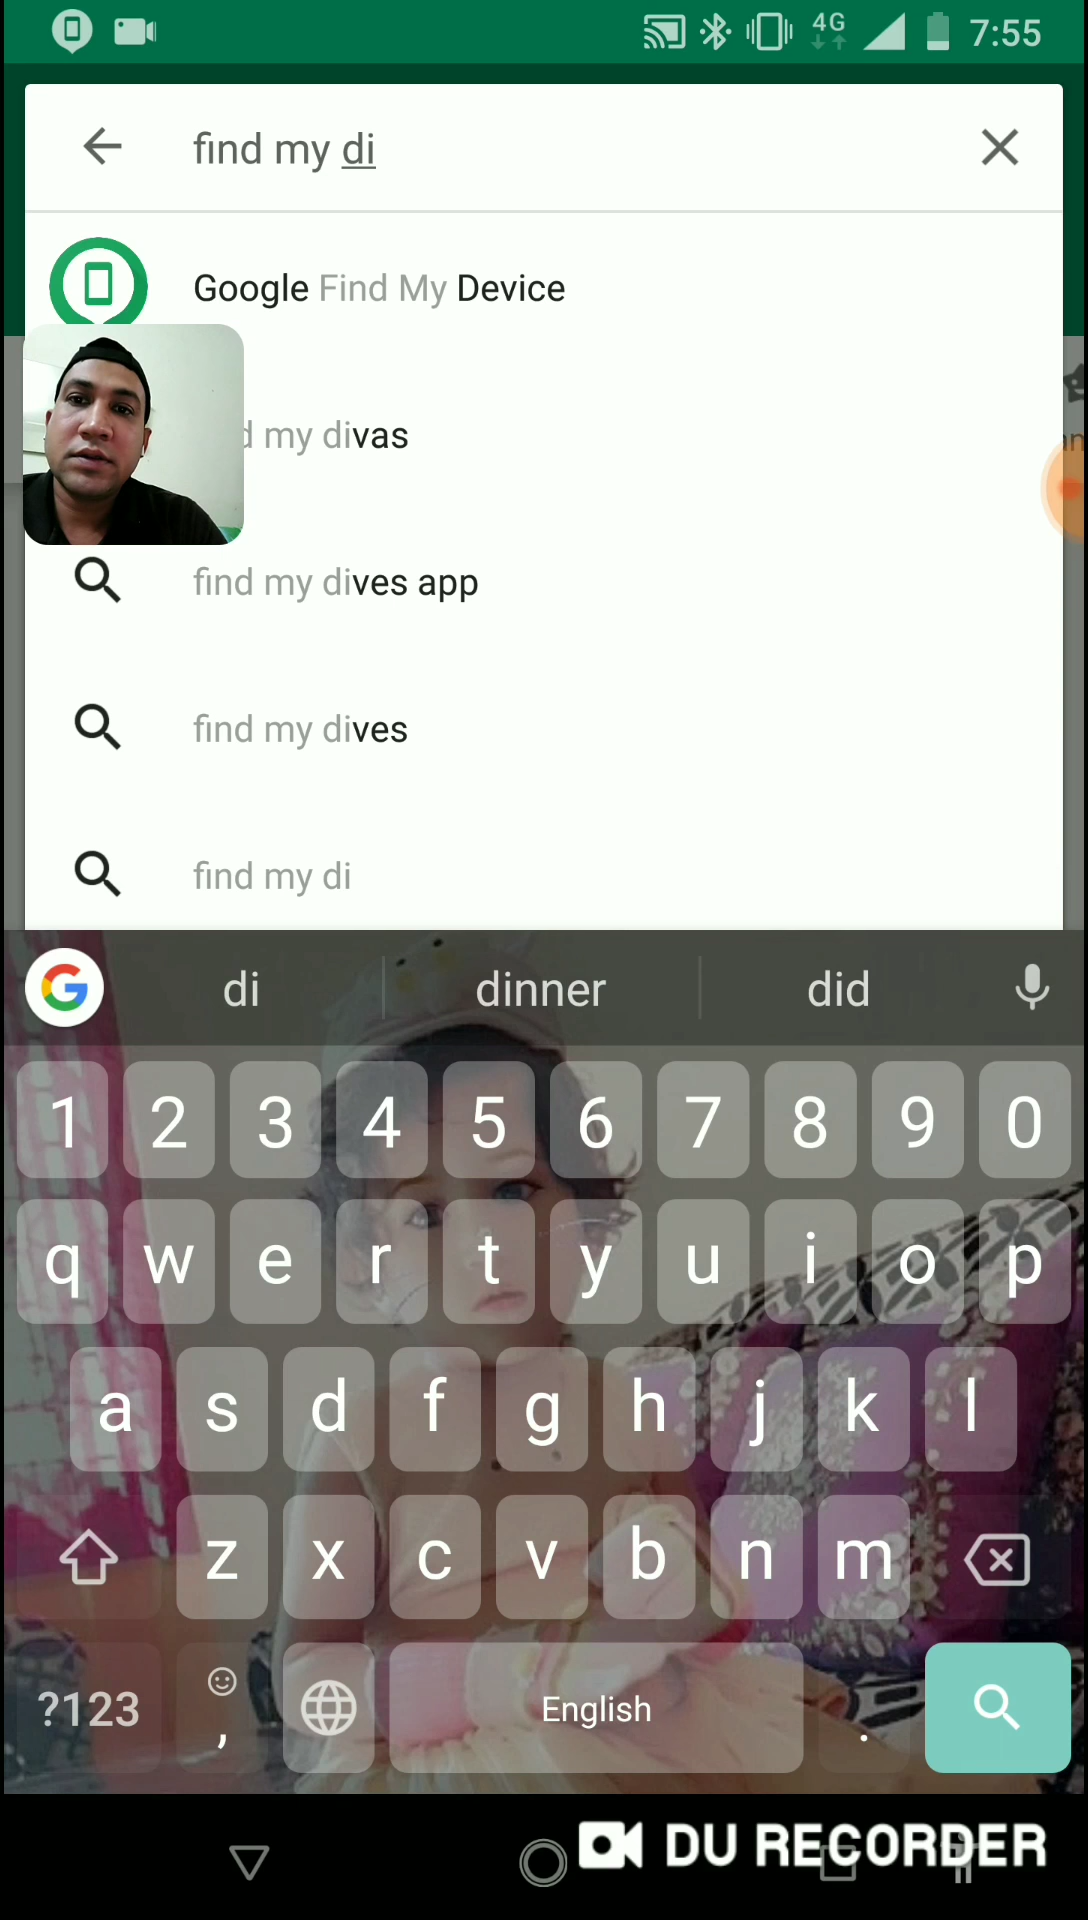 4G 7:55
find my di
Google Find My Device
d my divas
find my dives app
find my dives
find my di
di dinner did
1 2 3 4 5 6 7 8 9 0
q w e r t y u i o p
a s d f g h j k l
z x c v b n m
?123 , English .
DU RECORDER